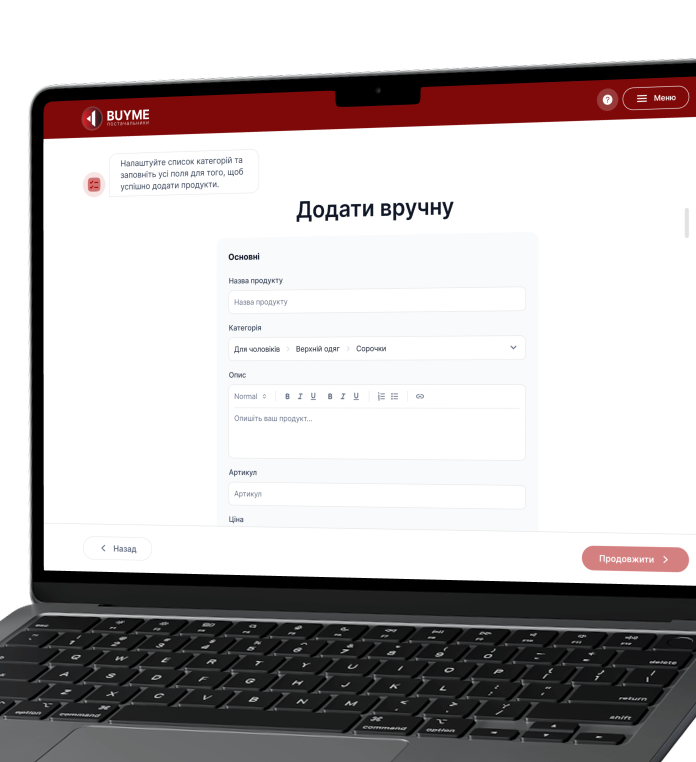 BUYME
ПОСТАЧАЛЬНИКИ
?
Меню
Налаштуйте список категорій та
заповніть усі поля для того, щоб
успішно додати продукти.
Додати вручну
Основні
Назва продукту
Назва продукту
Категорія
Для чоловіків > Верхній одяг > Сорочки
Опис
Normal B I U B I U
Опишіть ваш продукт...
Артикул
Артикул
Ціна
Назад
Продовжити
delete
Q W E R T Y U I O P
A S D F G H J K L
return
Z X C V B N M
shift
option command
command option